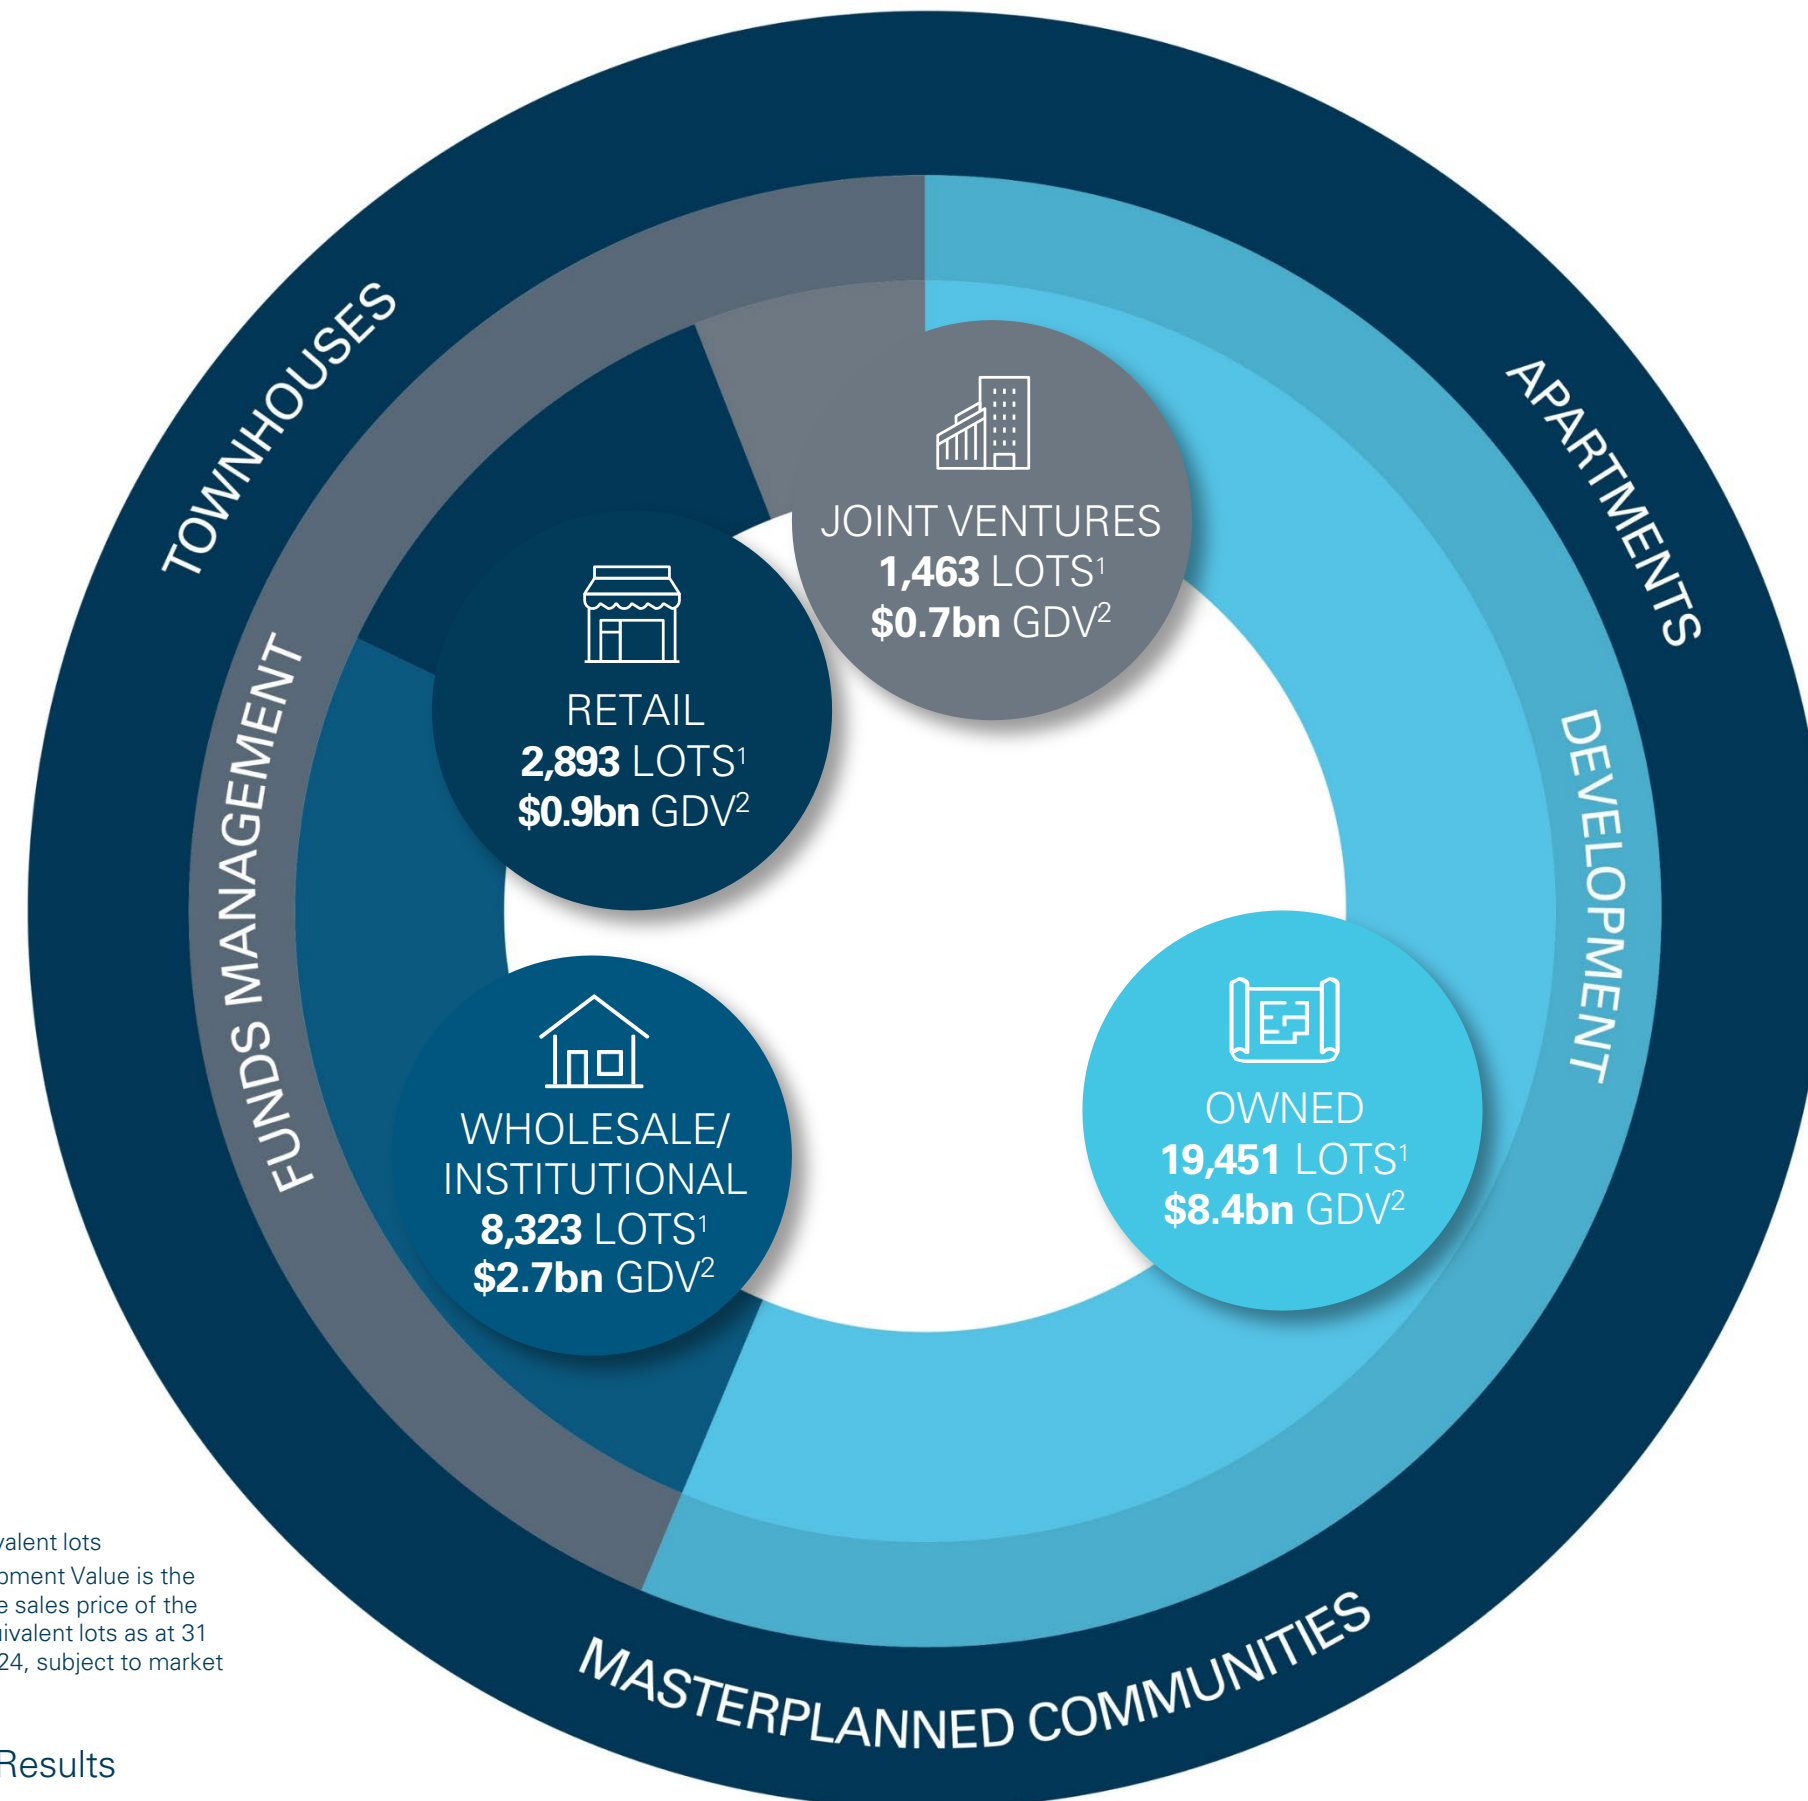 TOWNHOUSES
APARTMENTS
FUNDS MANAGEMENT
DEVELOPMENT
MASTERPLANNED COMMUNITIES
JOINT VENTURES
1,463 LOTS¹
$0.7bn GDV²
RETAIL
2,893 LOTS¹
$0.9bn GDV²
WHOLESALE/
INSTITUTIONAL
8,323 LOTS¹
$2.7bn GDV²
OWNED
19,451 LOTS¹
$8.4bn GDV²
valent lots
pment Value is the
e sales price of the
uivalent lots as at 31
24, subject to market
Results